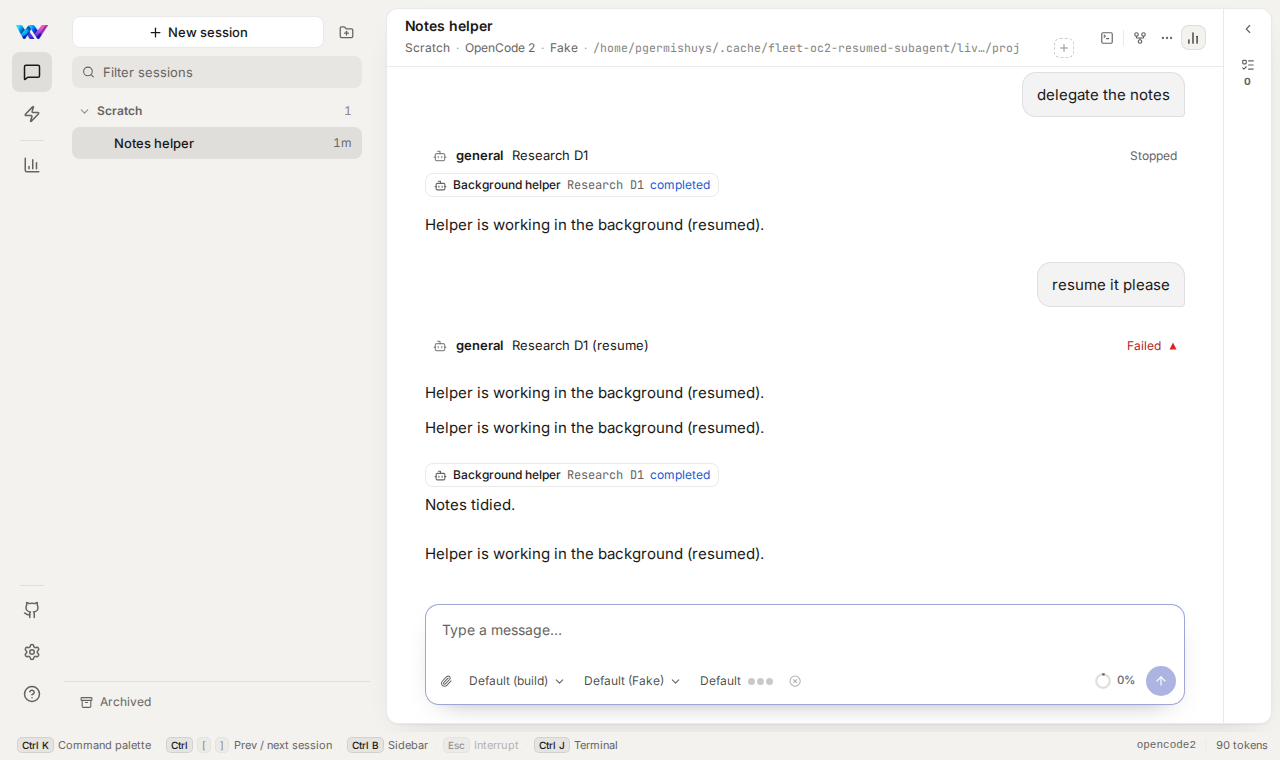 New session
Filter sessions
Scratch 1
Notes helper 1m
Archived
Notes helper
Scratch · OpenCode 2 · Fake · /home/pgermishuys/.cache/fleet-oc2-resumed-subagent/liv…/proj
0
delegate the notes
general Research D1 Stopped
Background helper Research D1 completed
Helper is working in the background (resumed).
resume it please
general Research D1 (resume) Failed
Helper is working in the background (resumed).
Helper is working in the background (resumed).
Background helper Research D1 completed
Notes tidied.
Helper is working in the background (resumed).
Type a message...
Default (build) Default (Fake) Default 0%
Ctrl K Command palette Ctrl [ ] Prev / next session Ctrl B Sidebar Esc Interrupt Ctrl J Terminal opencode2 90 tokens